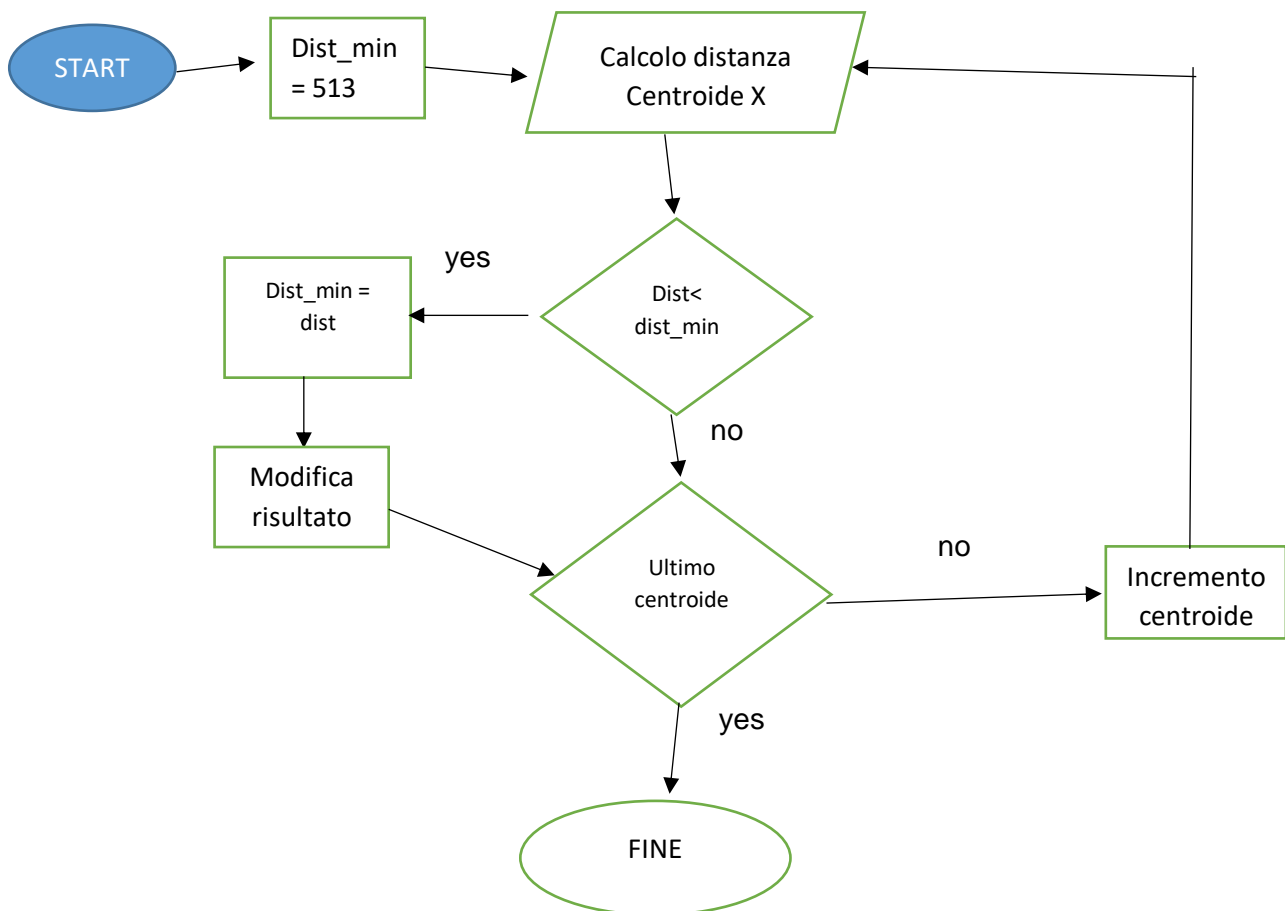 START
Dist_min
= 513
Calcolo distanza
Centroide X
yes
Dist_min =
dist
Dist<
dist_min
no
Modifica
risultato
Ultimo
centroide
no
Incremento
centroide
yes
FINE